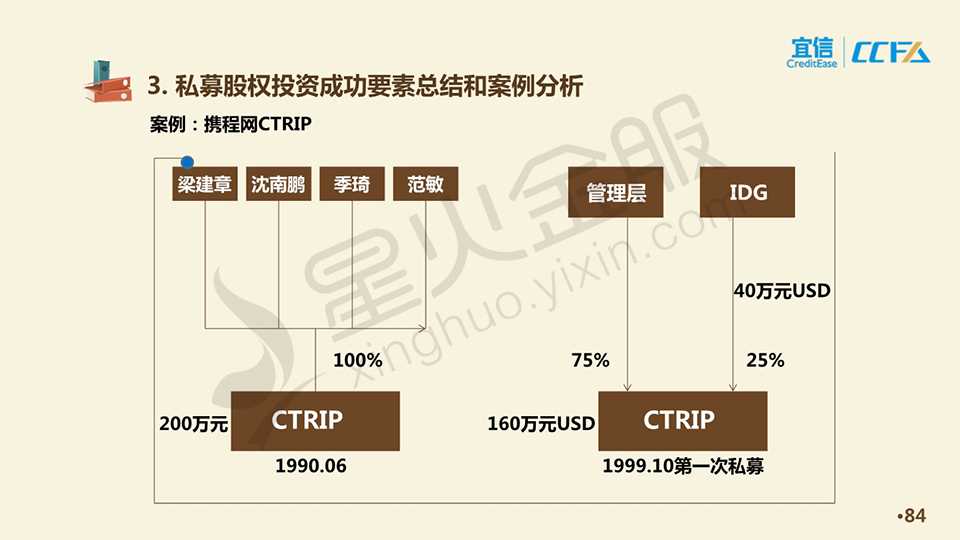 宜信
CreditEase
CCFA
3. 私募股权投资成功要素总结和案例分析
案例：携程网CTRIP
梁建章 沈南鹏 季琦 范敏
管理层 IDG
40万元USD
100%
75% 25%
200万元 CTRIP
160万元USD CTRIP
1990.06
1999.10第一次私募
星火金服
xinghuo.yixin.com
•84